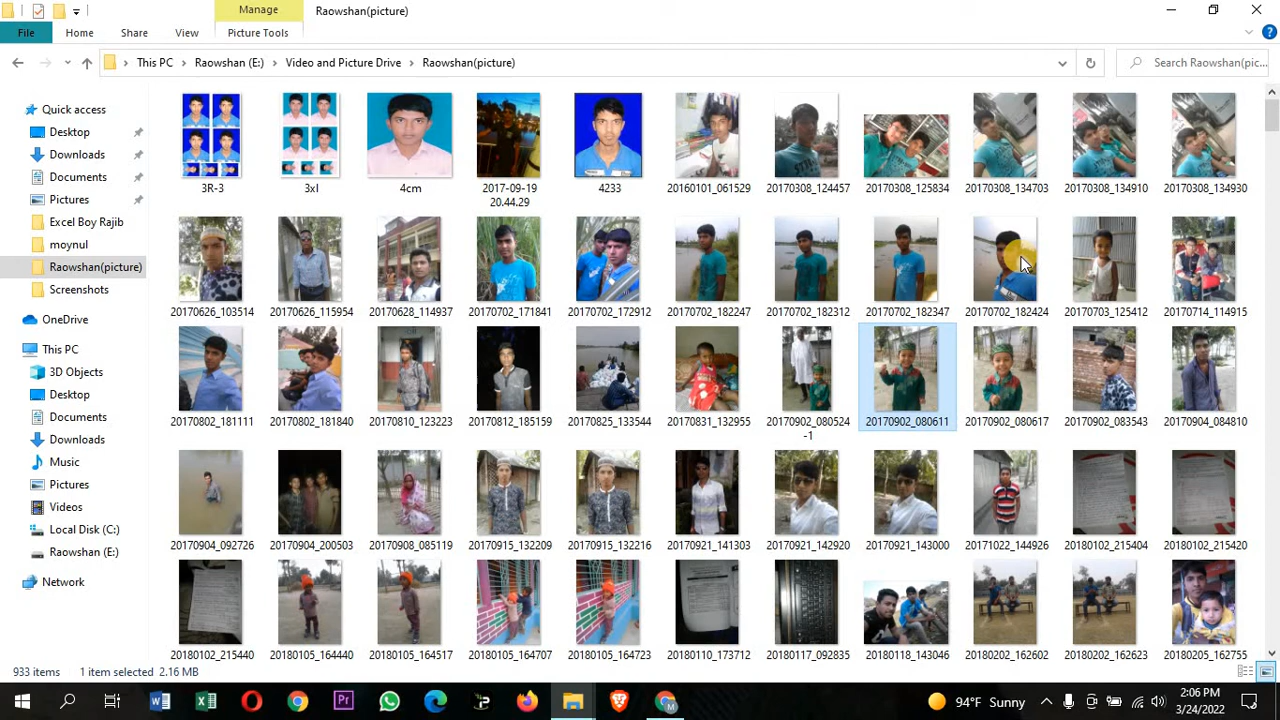 Manage
Raowshan(picture)
File
Home
Share
View
Picture Tools
This PC
Raowshan (E:)
Video and Picture Drive
Raowshan(picture)
Search Raowshan(pic...
Quick access
Desktop
Downloads
Documents
Pictures
Excel Boy Rajib
moynul
Raowshan(picture)
Screenshots
OneDrive
This PC
3D Objects
Desktop
Documents
Downloads
Music
Pictures
Videos
Local Disk (C:)
Raowshan (E:)
Network
3R-3
3xl
4cm
2017-09-19
20.44.29
4233
20160101_061529
20170308_124457
20170308_125834
20170308_134703
20170308_134910
20170308_134930
20170626_103514
20170626_115954
20170628_114937
20170702_171841
20170702_172912
20170702_182247
20170702_182312
20170702_182347
20170702_182424
20170703_125412
20170714_114915
20170802_181111
20170802_181840
20170810_123223
20170812_185159
20170825_133544
20170831_132955
20170902_080524
-1
20170902_080611
20170902_080617
20170902_083543
20170904_084810
20170904_092726
20170904_200503
20170908_085119
20170915_132209
20170915_132216
20170921_141303
20170921_142920
20170921_143000
20171022_144926
20180102_215404
20180102_215420
20180102_215440
20180105_164440
20180105_164517
20180105_164707
20180105_164723
20180110_173712
20180117_092835
20180118_143046
20180202_162602
20180202_162623
20180205_162755
933 items
1 item selected 2.16 MB
94°F Sunny
2:06 PM
3/24/2022